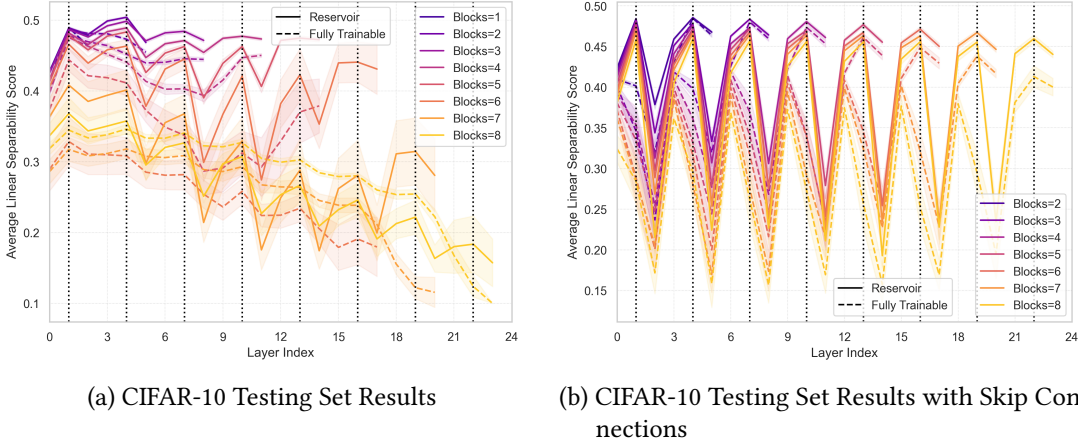 0.5
0.4
0.3
0.2
0.1
Average Linear Separability Score
Reservoir
Fully Trainable
Blocks=1
Blocks=2
Blocks=3
Blocks=4
Blocks=5
Blocks=6
Blocks=7
Blocks=8
0 3 6 9 12 15 18 21 24
Layer Index
(a) CIFAR-10 Testing Set Results
0.50
0.45
0.40
0.35
0.30
0.25
0.20
0.15
Average Linear Separability Score
Blocks=2
Blocks=3
Blocks=4
Blocks=5
Blocks=6
Blocks=7
Blocks=8
Reservoir
Fully Trainable
0 3 6 9 12 15 18 21 24
Layer Index
(b) CIFAR-10 Testing Set Results with Skip Con
nections